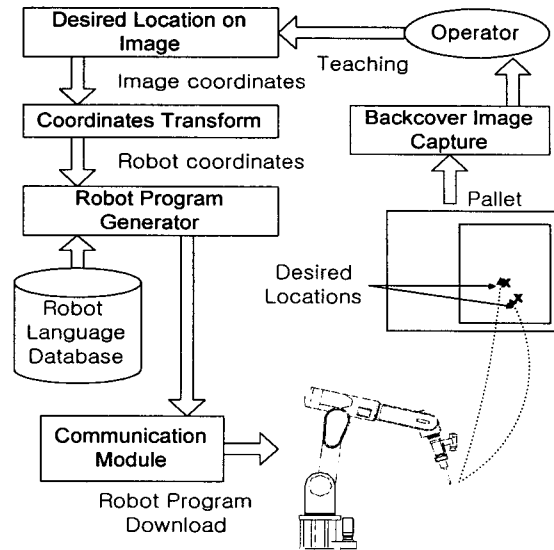 Desired Location on
Image
Operator
Teaching
Image coordinates
Coordinates Transform
Backcover Image
Capture
Robot coordinates
Pallet
Robot Program
Generator
Desired
Locations
Robot
Language
Database
Communication
Module
Robot Program
Download